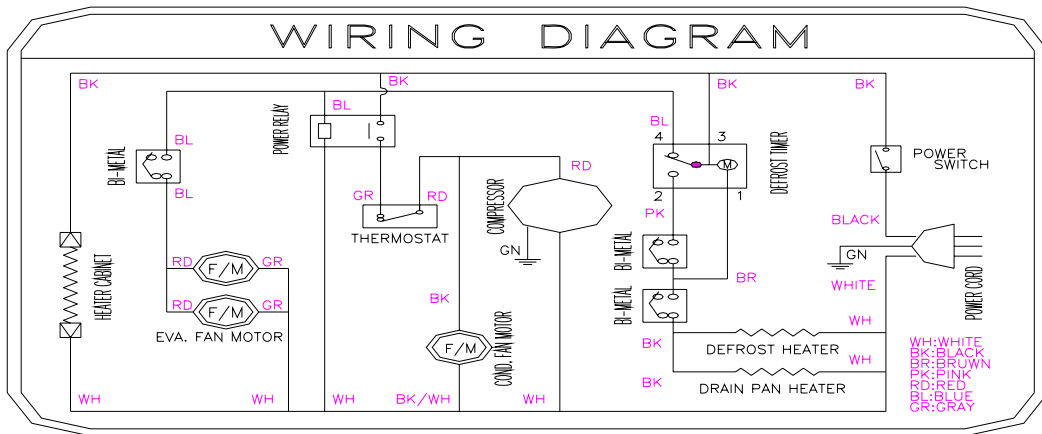 WIRING DIAGRAM
BK
BK
BK
BK
BL
BL
BL
BL
POWER RELAY
BI-METAL
4
3
2
1
M
DEFROST TIMER
POWER
SWITCH
RD
GR
RD
THERMOSTAT
COMPRESSOR
GN
PK
BI-METAL
BR
BI-METAL
BLACK
GN
WHITE
POWER CORD
HEATER CABINET
RD
F/M
GR
RD
F/M
GR
EVA. FAN MOTOR
BK
F/M
COND. FAN MOTOR
BK
DEFROST HEATER
WH
BK
DRAIN PAN HEATER
WH
WH
WH
WH
BK/WH
WH
WH:WHITE
BK:BLACK
BR:BRUWN
PK:PINK
RD:RED
BL:BLUE
GR:GRAY